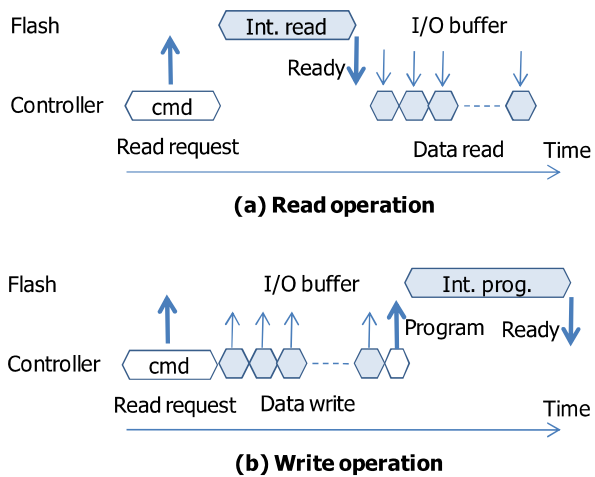 Flash
Int. read
I/O buffer
Ready
Controller
cmd
Read request
Data read
Time
(a) Read operation
Flash
I/O buffer
Int. prog.
Program
Ready
Controller
cmd
Read request
Data write
Time
(b) Write operation